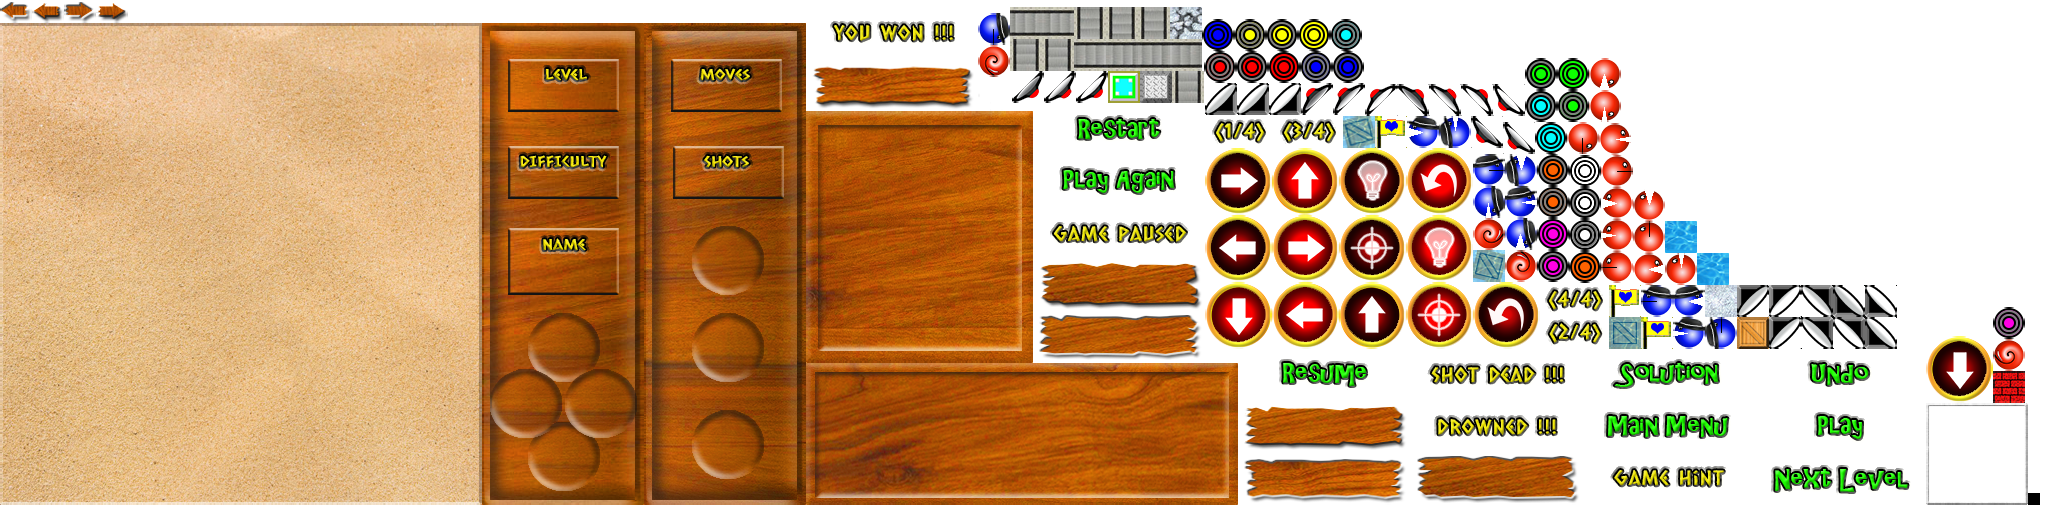 YOU WON !!!
LEVEL
MOVES
DIFFICULTY
SHOTS
NAME
Restart
Play Again
GAME PAUSED
(1/4)
(3/4)
(4/4)
(2/4)
Resume
SHOT DEAD !!!
Solution
Undo
DROWNED !!!
Main Menu
Play
GAME HINT
Next Level